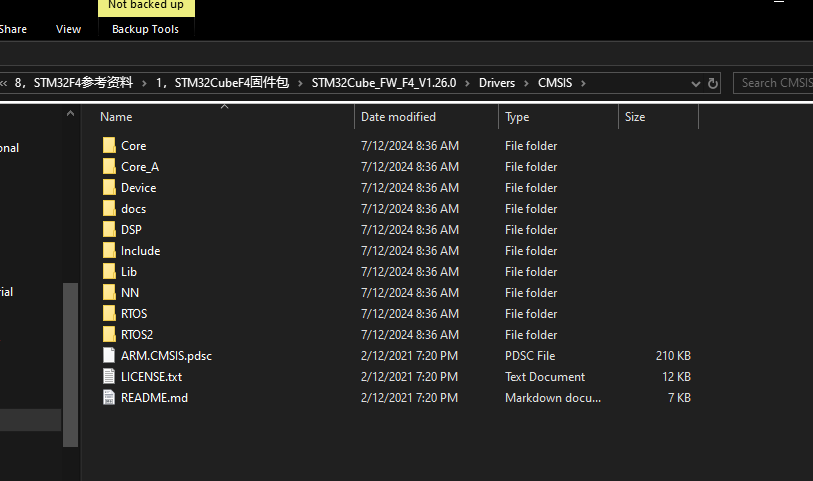 Not backed up
Share View Backup Tools
« 8，STM32F4参考资料 › 1，STM32CubeF4固件包 › STM32Cube_FW_F4_V1.26.0 › Drivers › CMSIS ›
Search CMSIS
Name Date modified Type Size
onal
rial
Core 7/12/2024 8:36 AM File folder
Core_A 7/12/2024 8:36 AM File folder
Device 7/12/2024 8:36 AM File folder
docs 7/12/2024 8:36 AM File folder
DSP 7/12/2024 8:36 AM File folder
Include 7/12/2024 8:36 AM File folder
Lib 7/12/2024 8:36 AM File folder
NN 7/12/2024 8:36 AM File folder
RTOS 7/12/2024 8:36 AM File folder
RTOS2 7/12/2024 8:36 AM File folder
ARM.CMSIS.pdsc 2/12/2021 7:20 PM PDSC File 210 KB
LICENSE.txt 2/12/2021 7:20 PM Text Document 12 KB
README.md 2/12/2021 7:20 PM Markdown docu... 7 KB